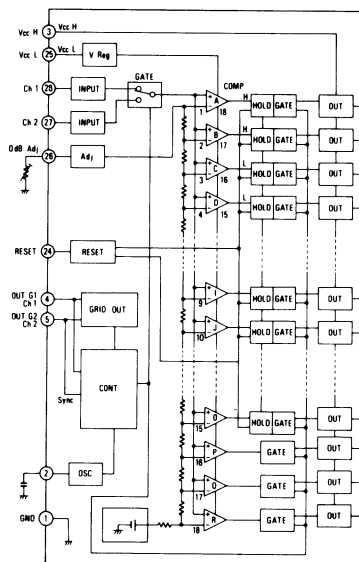 Vcc H 3 Vcc H
Vcc L 25 Vcc L V Reg
GATE COMP
Ch 1 28 INPUT 1 A 18 H HOLD GATE OUT
Ch 2 27 INPUT 2 B 17 H HOLD GATE OUT
0dB Adj 26 Adj 3 C 16 L HOLD GATE OUT
4 D 15 L HOLD GATE OUT
RESET 24 RESET
OUT G1 Ch 1 4 GRID OUT 9 I HOLD GATE OUT
OUT G2 Ch 2 5 10 J HOLD GATE OUT
CONT
Sync
15 O HOLD GATE OUT
2 OSC 16 P GATE OUT
17 O GATE OUT
GND 1 18 R GATE OUT